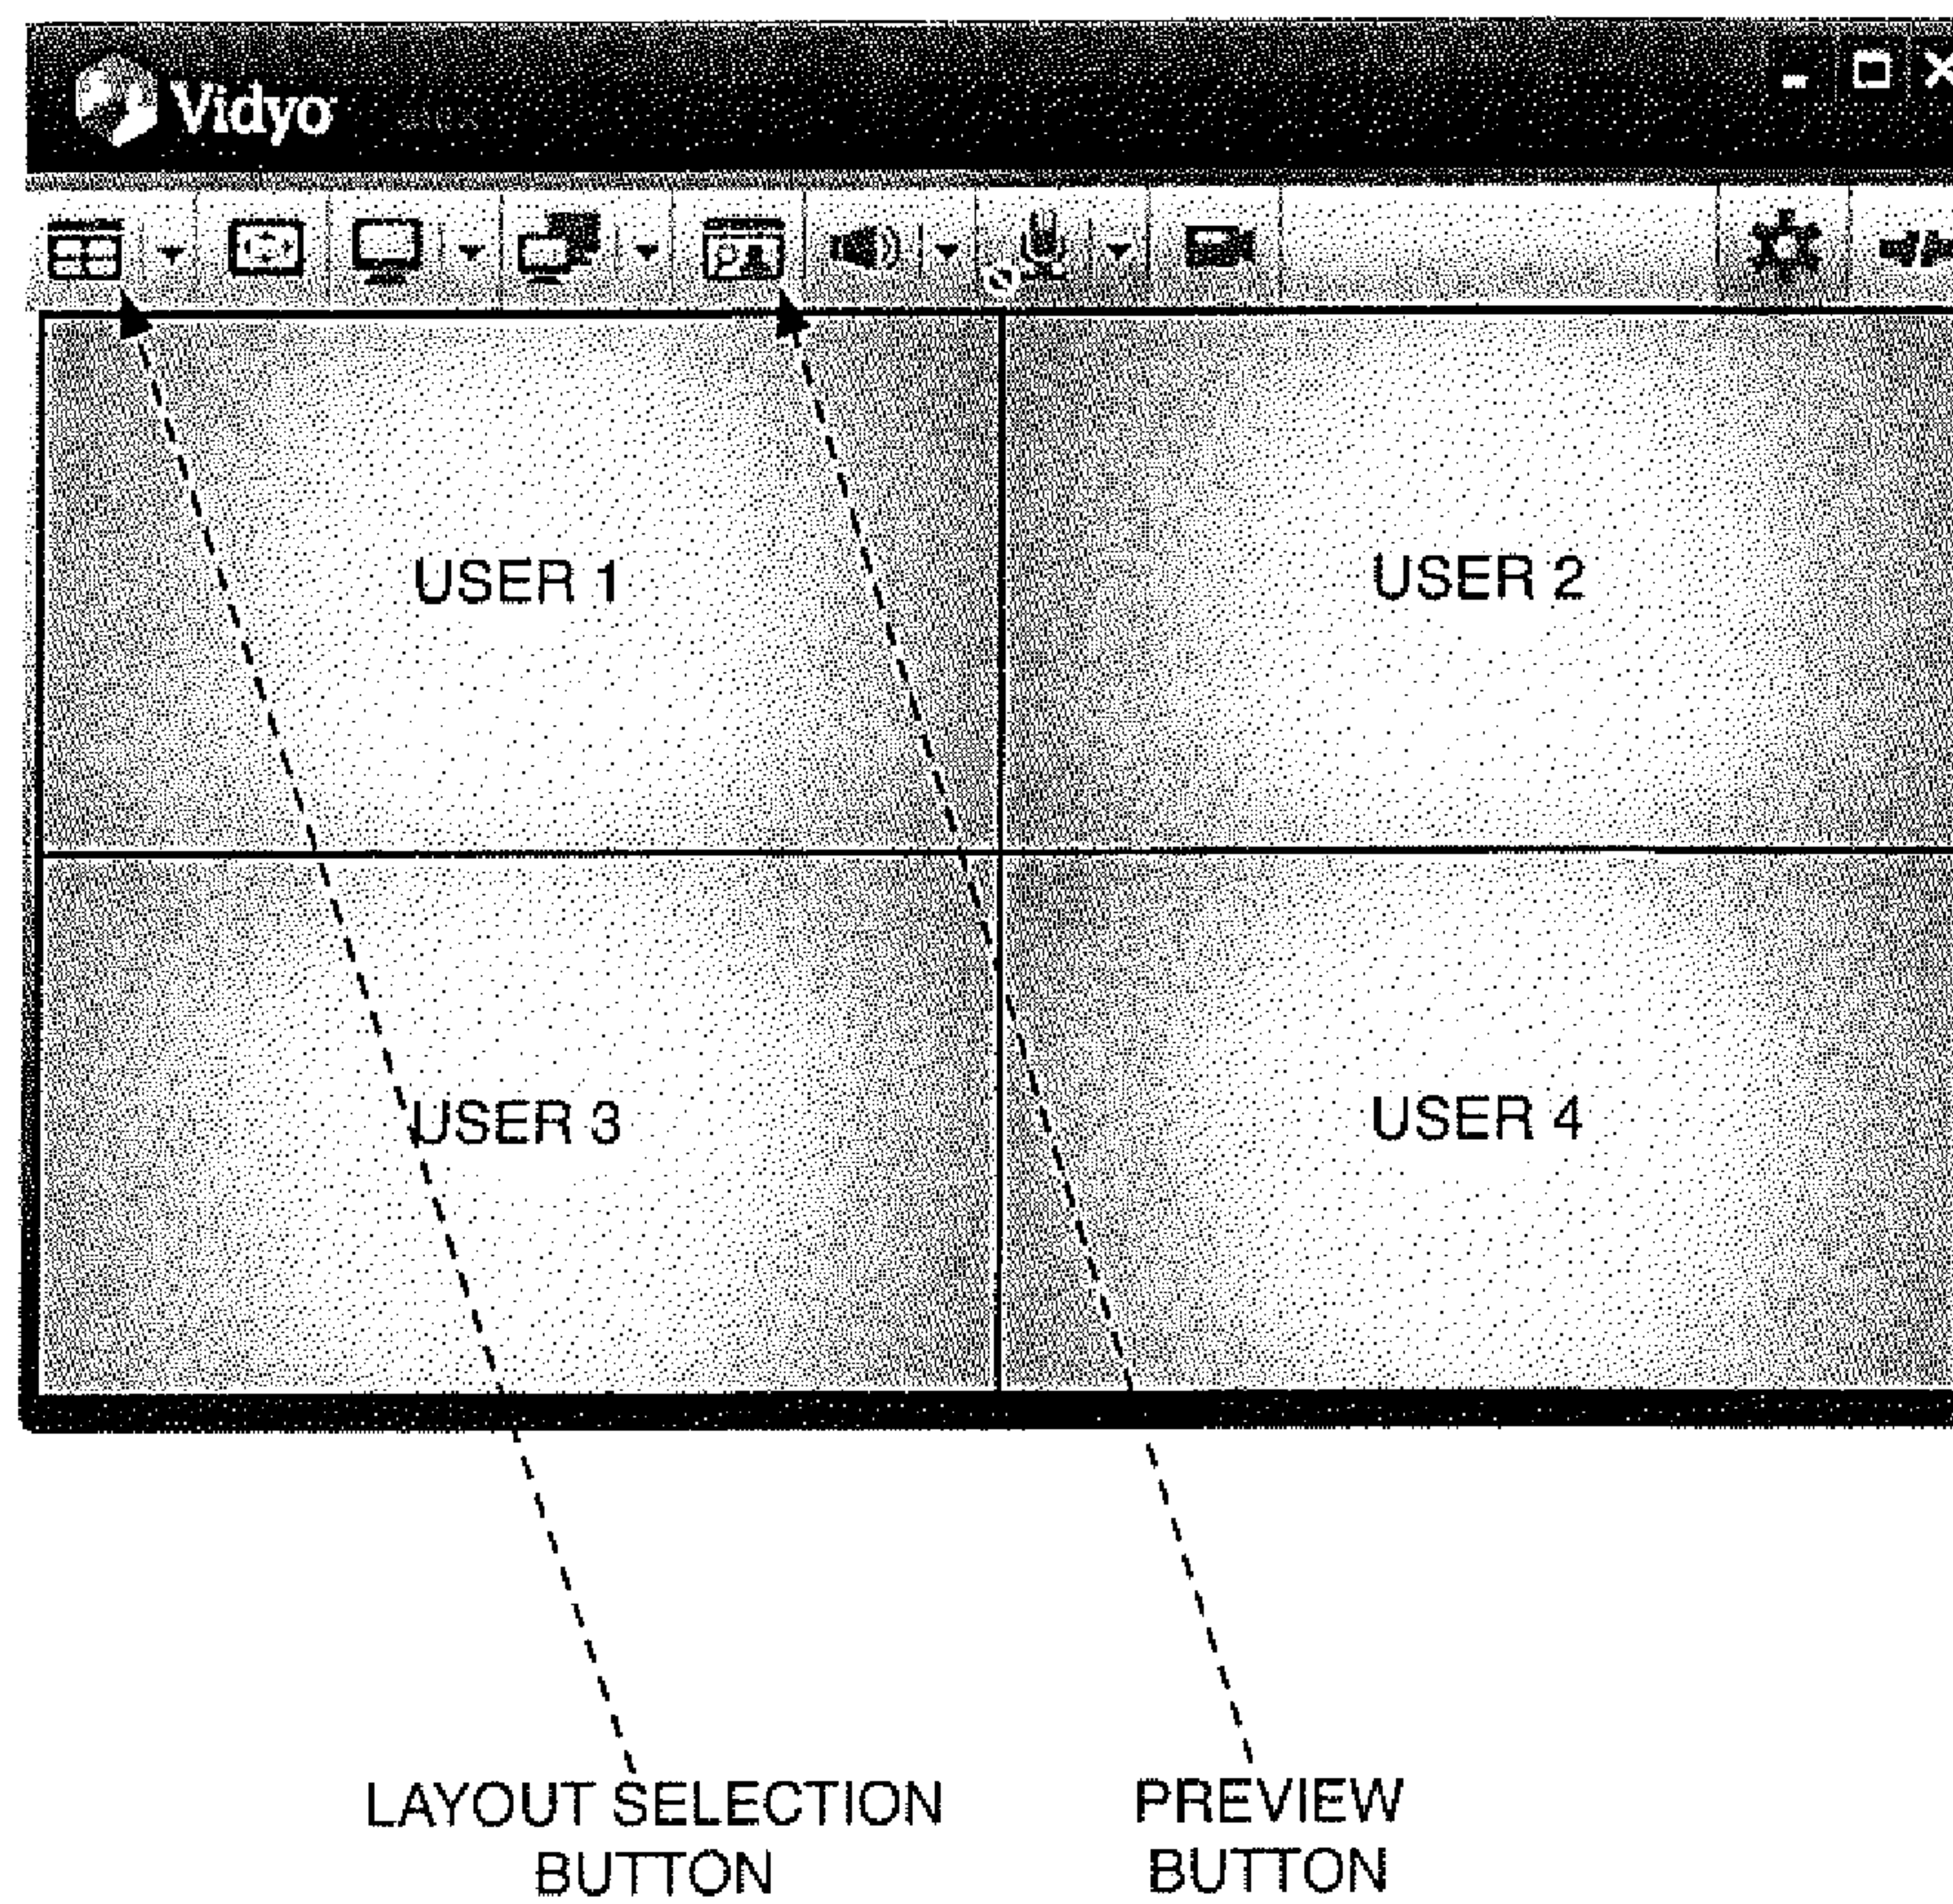 Vidyo
USER 1
USER 2
USER 3
USER 4
LAYOUT SELECTION
BUTTON
PREVIEW
BUTTON